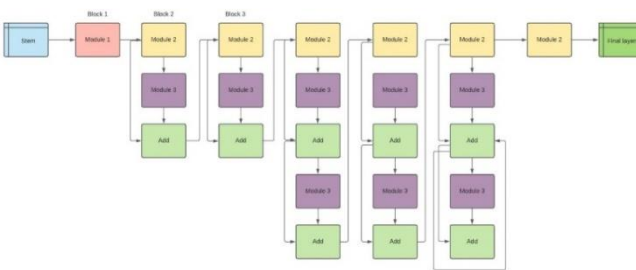 Block 1
Block 2
Block 3
Stem
Module 1
Module 2
Module 2
Module 2
Module 2
Module 2
Module 2
Final layer
Module 3
Module 3
Module 3
Module 3
Module 3
Add
Add
Add
Add
Add
Module 3
Module 3
Module 3
Add
Add
Add